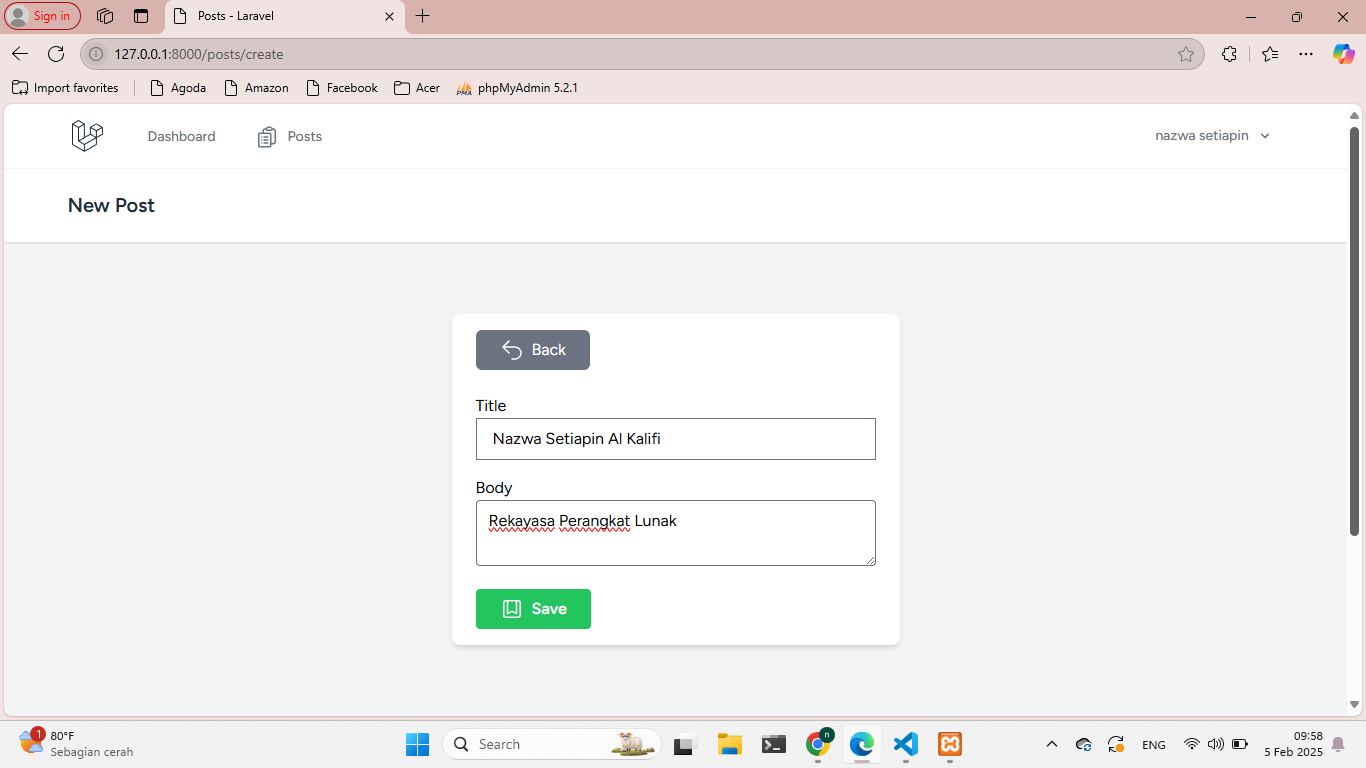 Sign in
Posts - Laravel
127.0.0.1:8000/posts/create
Import favorites
Agoda
Amazon
Facebook
Acer
PMA
phpMyAdmin 5.2.1
Dashboard
Posts
nazwa setiapin
New Post
Back
Title
Nazwa Setiapin Al Kalifi
Body
Rekayasa Perangkat Lunak
Save
1
80°F
Sebagian cerah
Search
n
ENG
09:58
5 Feb 2025